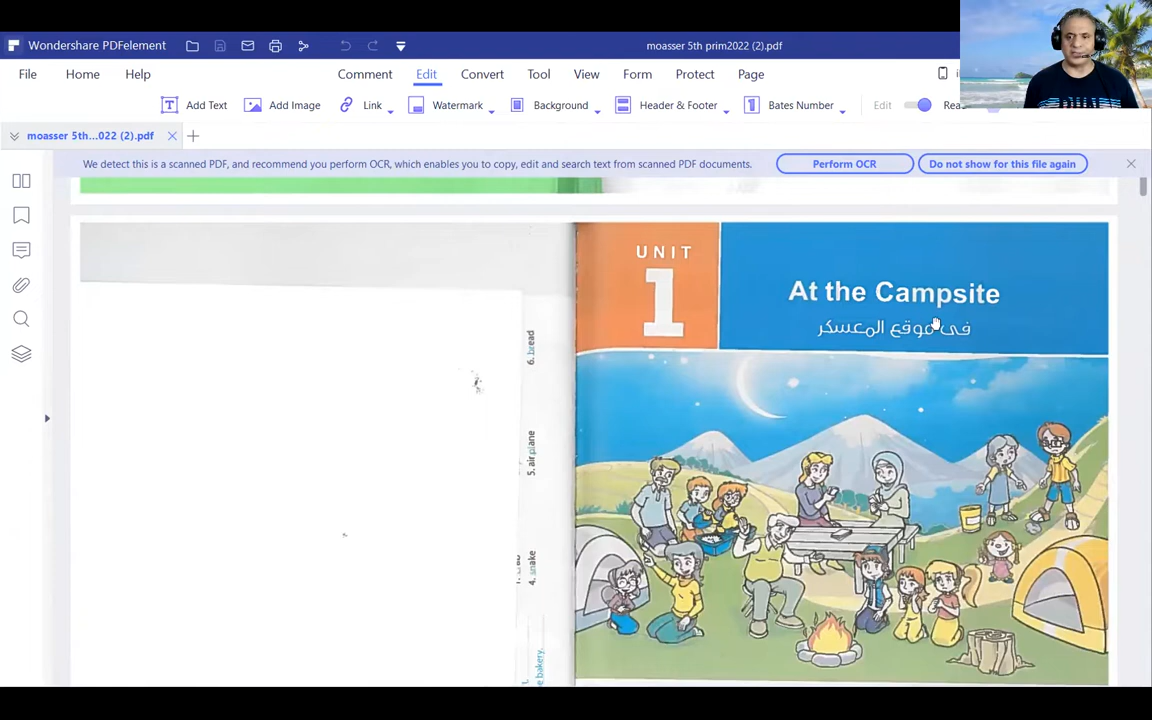 Wondershare PDFelement
moasser 5th prim2022 (2).pdf
File Home Help Comment Edit Convert Tool View Form Protect Page
Add Text Add Image Link Watermark Background Header & Footer Bates Number Edit
moasser 5th...022 (2).pdf
We detect this is a scanned PDF, and recommend you perform OCR, which enables you to copy, edit and search text from scanned PDF documents. Perform OCR Do not show for this file again
UNIT
1
At the Campsite
فى موقع المعسكر
6. bread
5. airplane
4. snake
1.
e bakery.